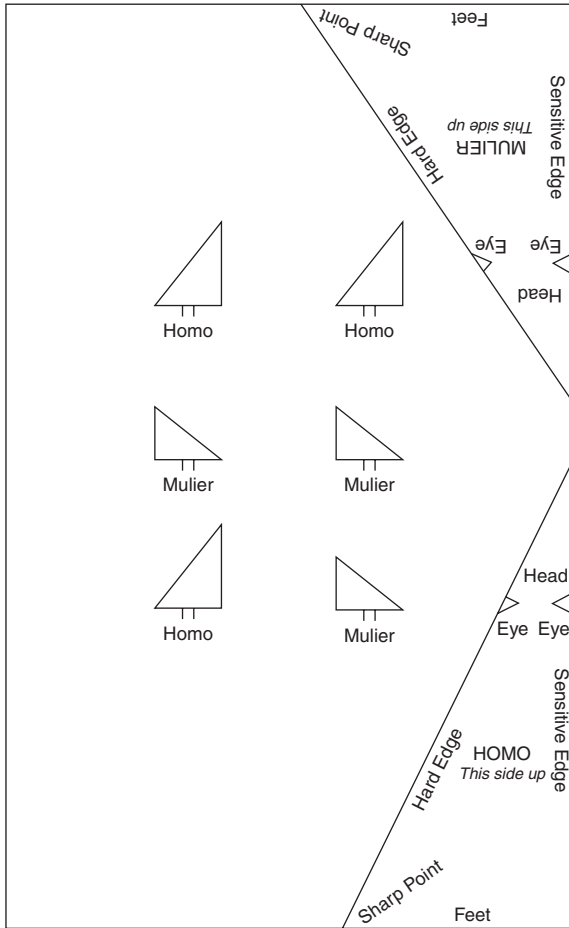 Feet
Sharp Point
Hard Edge
Sensitive Edge
MULIER
This side up
Eye Eye
Head
Homo Homo
Mulier Mulier
Homo Mulier
Head
Eye Eye
Sensitive Edge
HOMO
This side up
Hard Edge
Sharp Point
Feet